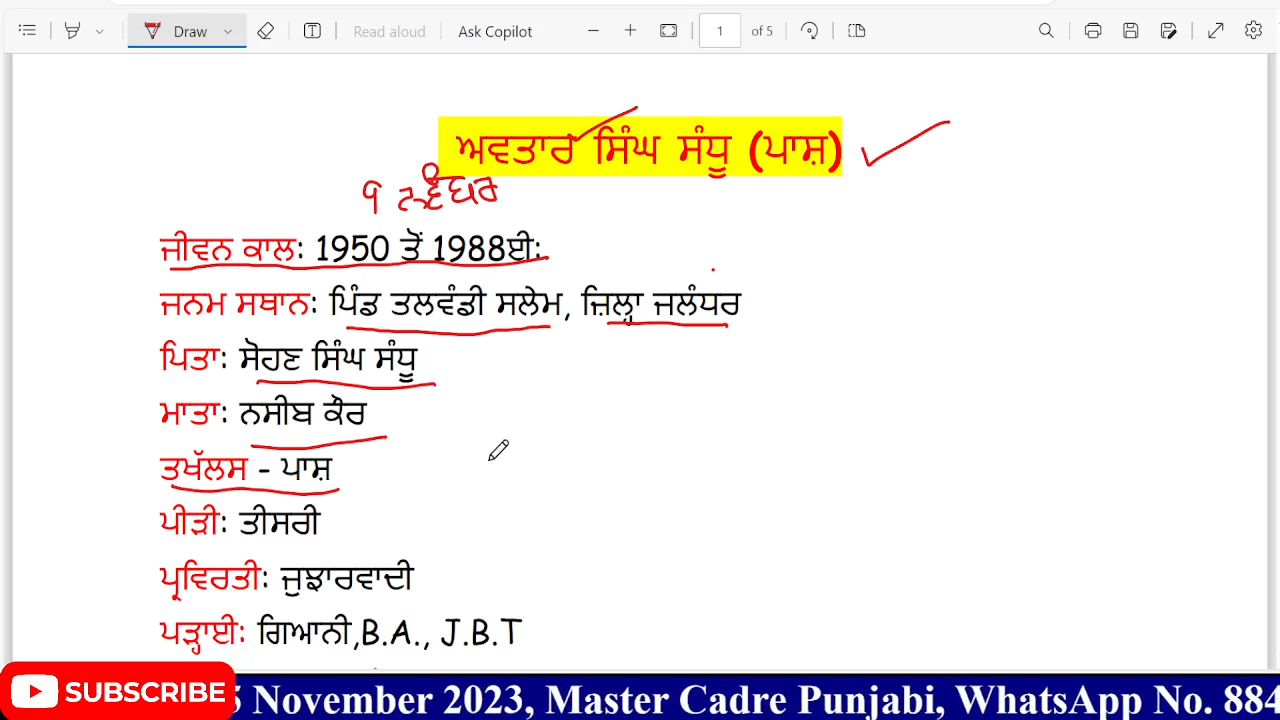 Draw
Read aloud
Ask Copilot
1 of 5
ਅਵਤਾਰ ਸਿੰਘ ਸੰਧੂ (ਪਾਸ਼)
ਜੀਵਨ ਕਾਲ: 1950 ਤੋਂ 1988ਈ:
ਜਨਮ ਸਥਾਨ: ਪਿੰਡ ਤਲਵੰਡੀ ਸਲੇਮ, ਜ਼ਿਲ੍ਹਾ ਜਲੰਧਰ
ਪਿਤਾ: ਸੋਹਣ ਸਿੰਘ ਸੰਧੂ
ਮਾਤਾ: ਨਸੀਬ ਕੌਰ
ਤਖੱਲਸ - ਪਾਸ਼
ਪੀੜੀ: ਤੀਸਰੀ
ਪ੍ਰਵਿਰਤੀ: ਜੁਝਾਰਵਾਦੀ
ਪੜ੍ਹਾਈ: ਗਿਆਨੀ,B.A., J.B.T
SUBSCRIBE
5 November 2023, Master Cadre Punjabi, WhatsApp No. 884